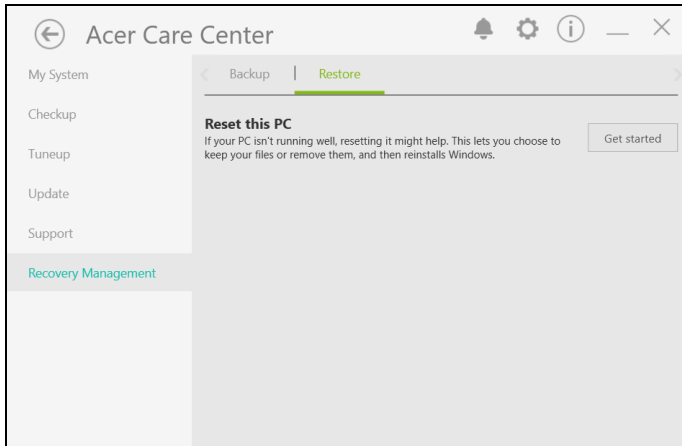 Acer Care Center
My System
Checkup
Tuneup
Update
Support
Recovery Management
Backup | Restore
Reset this PC
If your PC isn't running well, resetting it might help. This lets you choose to
keep your files or remove them, and then reinstalls Windows.
Get started